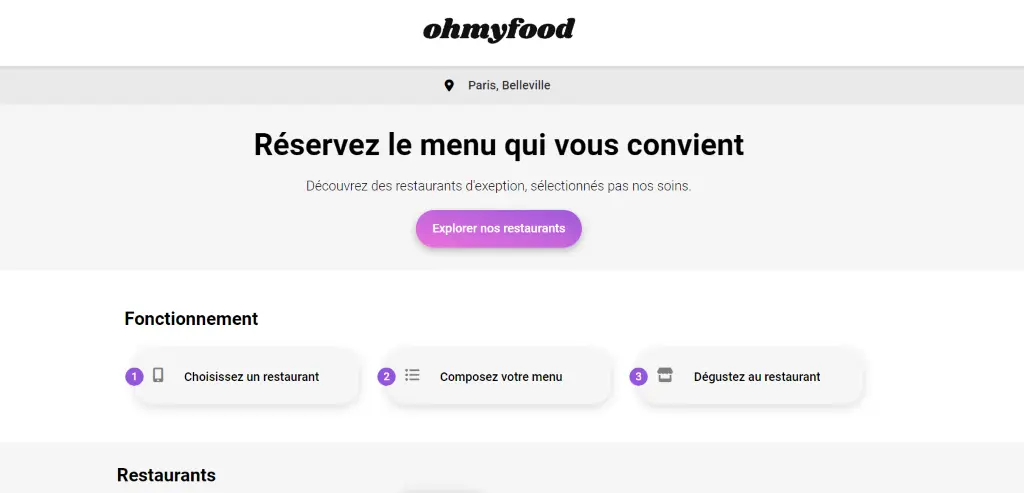 ohmyfood
Paris, Belleville
Réservez le menu qui vous convient
Découvrez des restaurants d'exeption, sélectionnés pas nos soins.
Explorer nos restaurants
Fonctionnement
1 Choisissez un restaurant
2 Composez votre menu
3 Dégustez au restaurant
Restaurants